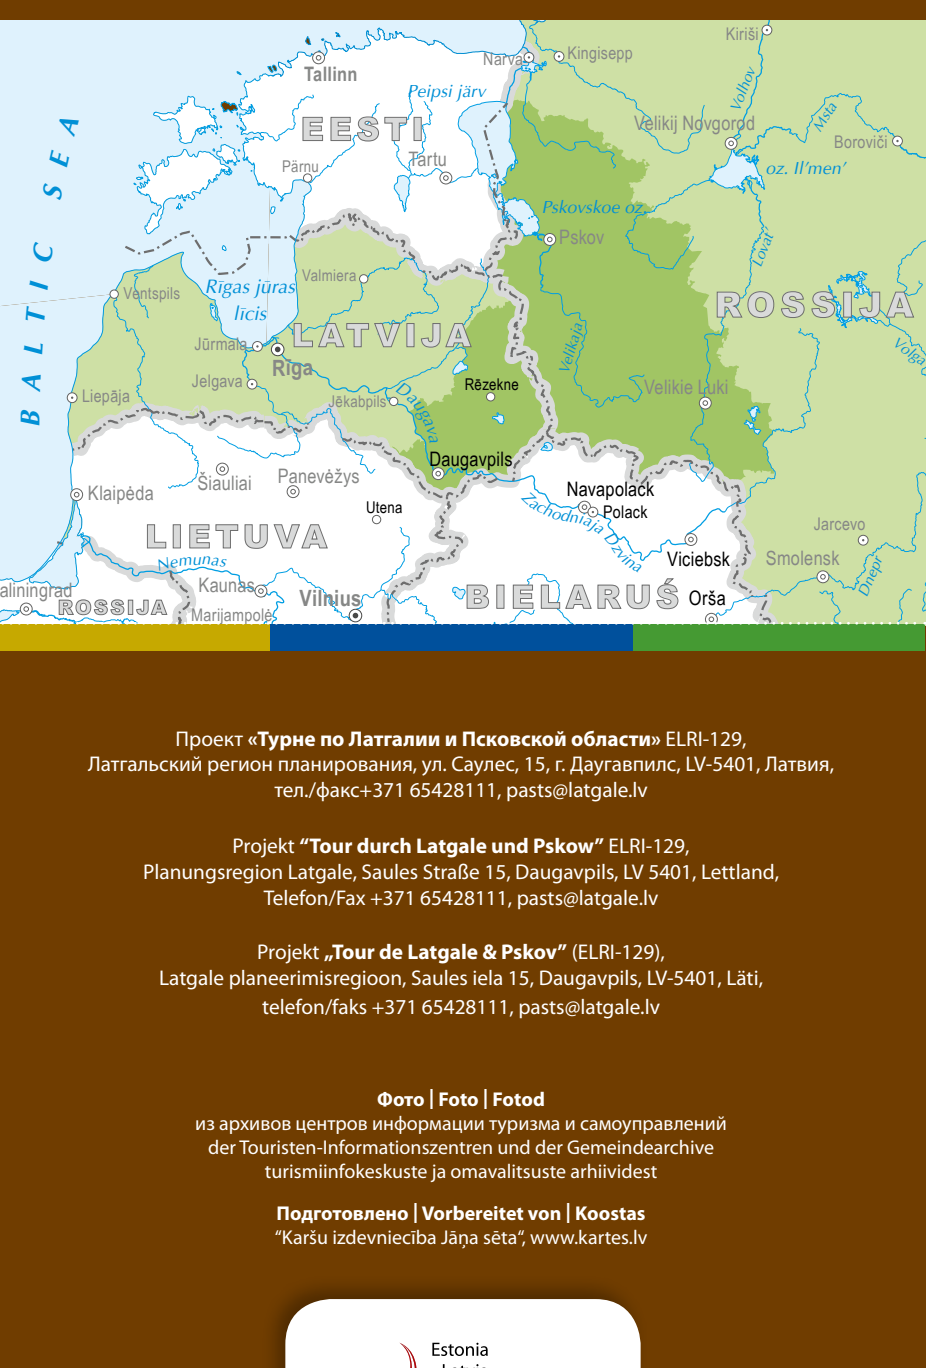 Kiriši
Narva
Kingisepp
Tallinn
Volhov
Peipsi järv
Msta
EESTI
Velikij Novgorod
Boroviči
Tartu
Pärnu
oz. Il'men'
BALTIC SEA
Pskovskoe oz.
Pskov
Lovat'
Valmiera
Rīgas jūras
līcis
Ventspils
ROSSIJA
LATVIJA
Velikaja
Jūrmala
Rīga
Volga
Jelgava
Rēzekne
Velikie Luki
Liepāja
Jēkabpils
Daugava
Daugavpils
Šiauliai
Panevėžys
Klaipėda
Navapolack
Utena
Polack
Zachodniaja Dzvina
LIETUVA
Jarcevo
Nemunas
Viciebsk
Smolensk
Dnepr
aliningrad
ROSSIJA
Kaunas
Vilnius
BIELARUŚ
Orša
Marijampolė
Проект «Турне по Латгалии и Псковской области» ELRI-129,
Латгальский регион планирования, ул. Саулес, 15, г. Даугавпилс, LV-5401, Латвия,
тел./факс+371 65428111, pasts@latgale.lv
Projekt “Tour durch Latgale und Pskow” ELRI-129,
Planungsregion Latgale, Saules Straße 15, Daugavpils, LV 5401, Lettland,
Telefon/Fax +371 65428111, pasts@latgale.lv
Projekt „Tour de Latgale & Pskov” (ELRI-129),
Latgale planeerimisregioon, Saules iela 15, Daugavpils, LV-5401, Läti,
telefon/faks +371 65428111, pasts@latgale.lv
Фото | Foto | Fotod
из архивов центров информации туризма и самоуправлений
der Touristen-Informationszentren und der Gemeindearchive
turismiinfokeskuste ja omavalitsuste arhiividest
Подготовлено | Vorbereitet von | Koostas
“Karšu izdevniecība Jāņa sēta“, www.kartes.lv
Estonia